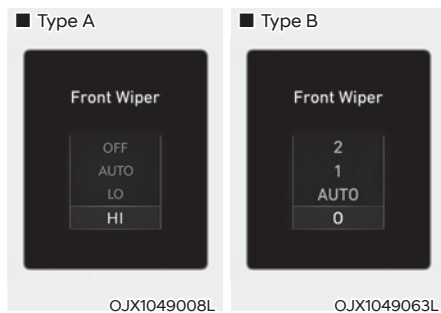 ■ Type A
Front Wiper
OFF
AUTO
LO
HI
OJX1049008L
■ Type B
Front Wiper
2
1
AUTO
0
OJX1049063L